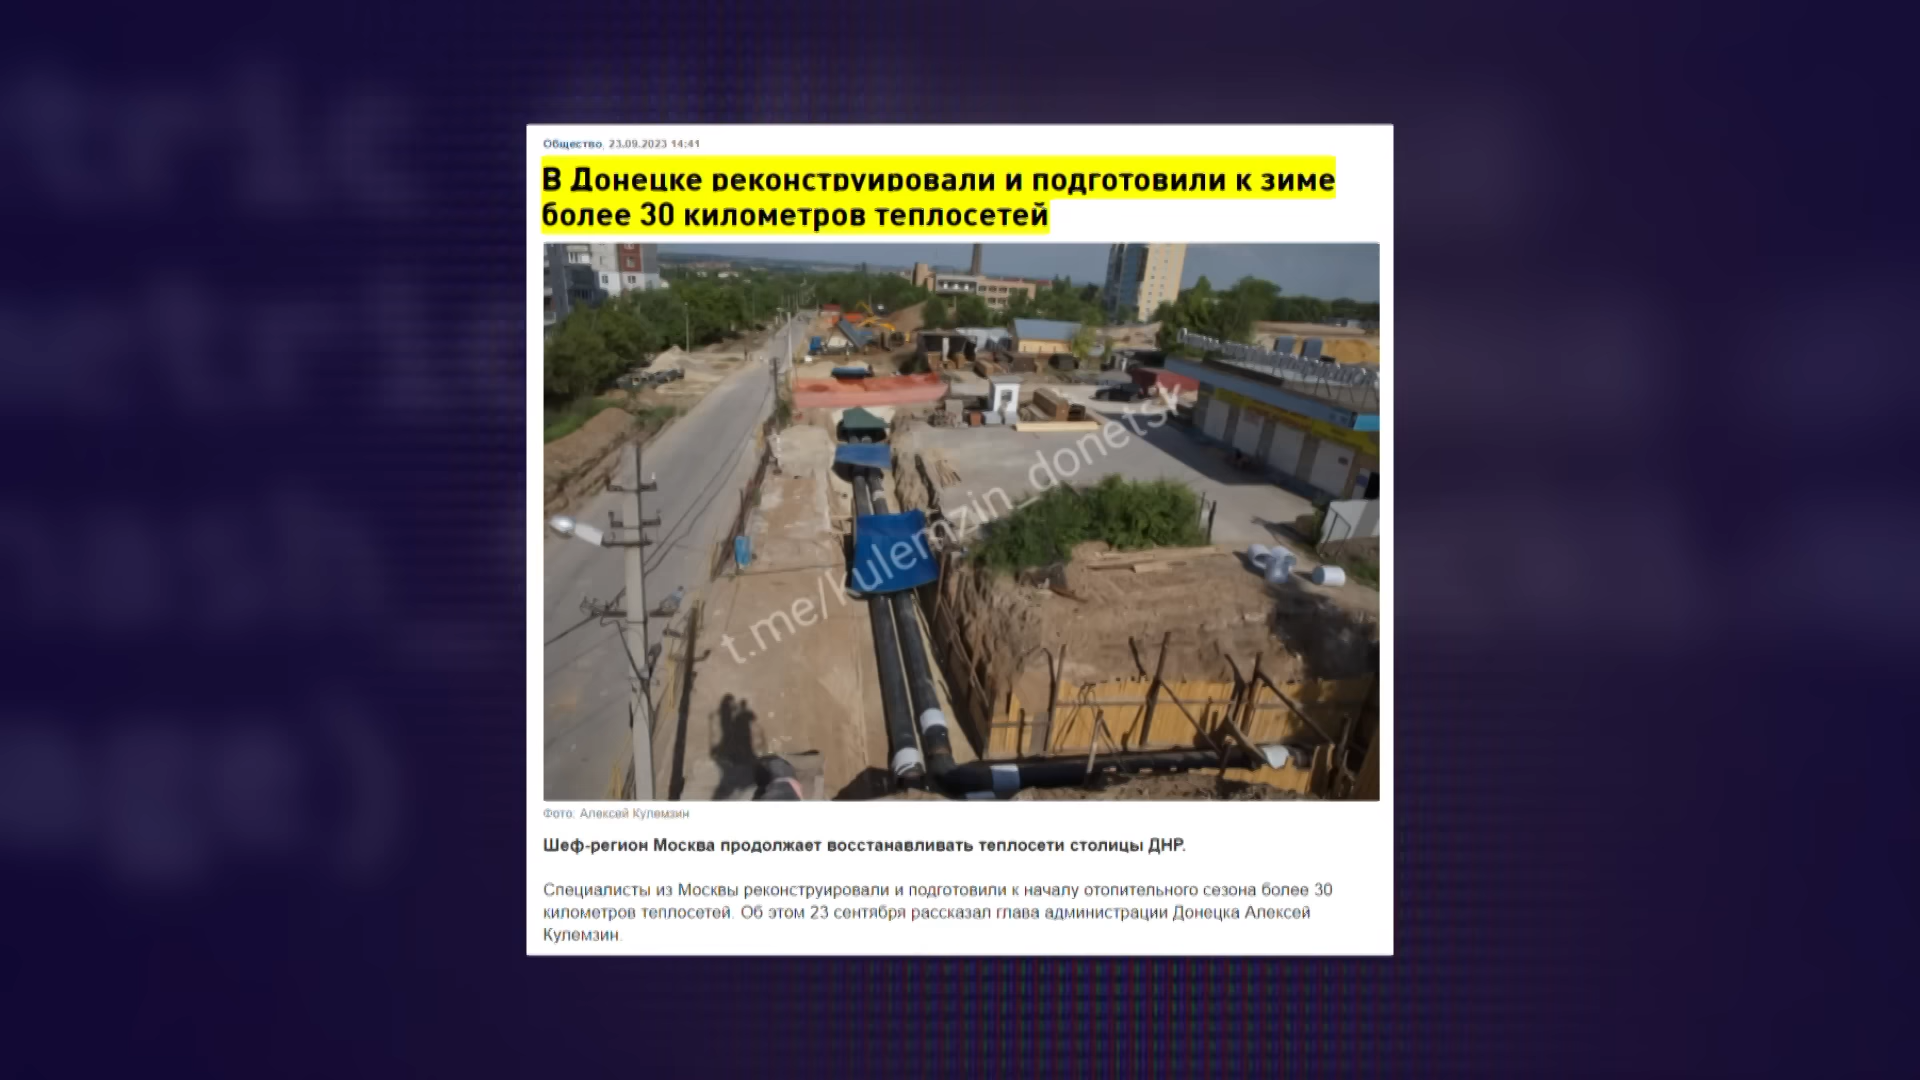 Общество, 23.09.2023 14:41
В Донецке реконструировали и подготовили к зиме
более 30 километров теплосетей
t.me/kulemzin_donetsk
Фото: Алексей Кулемзин
Шеф-регион Москва продолжает восстанавливать теплосети столицы ДНР.
Специалисты из Москвы реконструировали и подготовили к началу отопительного сезона более 30
километров теплосетей. Об этом 23 сентября рассказал глава администрации Донецка Алексей
Кулемзин.